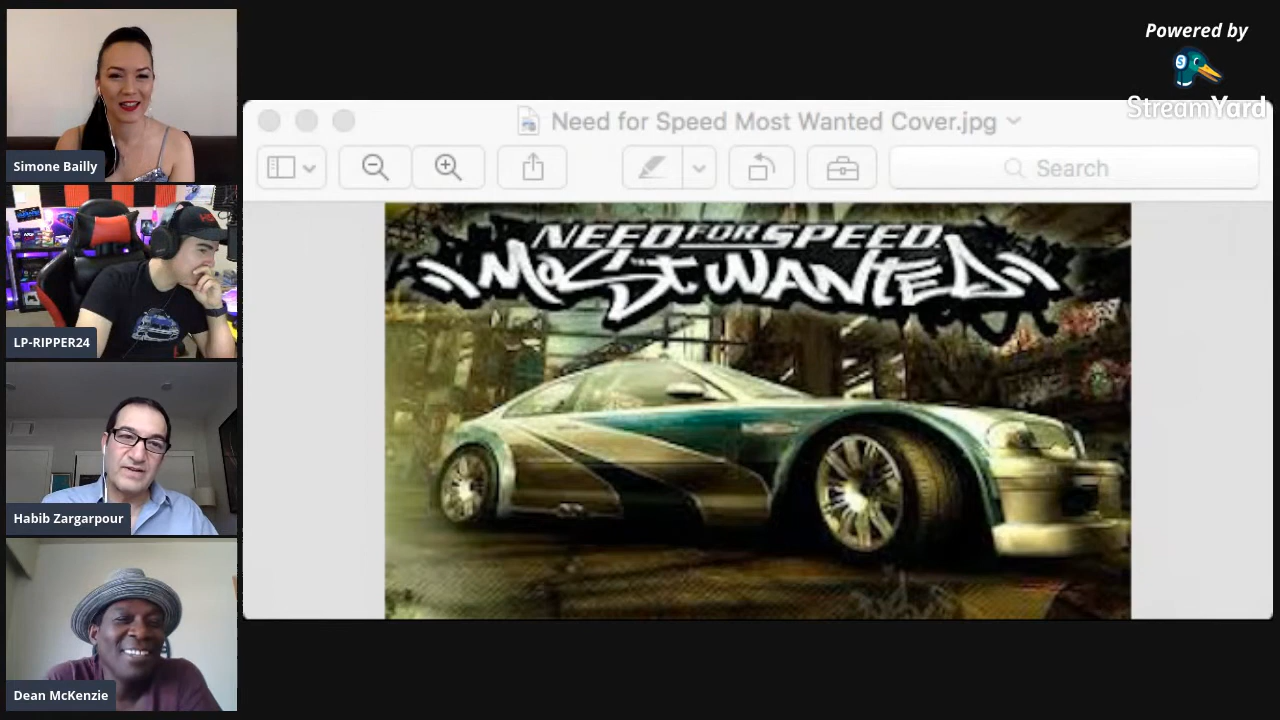 Powered by
StreamYard
Simone Bailly
LP-RIPPER24
Habib Zargarpour
Dean McKenzie
Need for Speed Most Wanted Cover.jpg
Search
NEED FOR SPEED
MOST WANTED